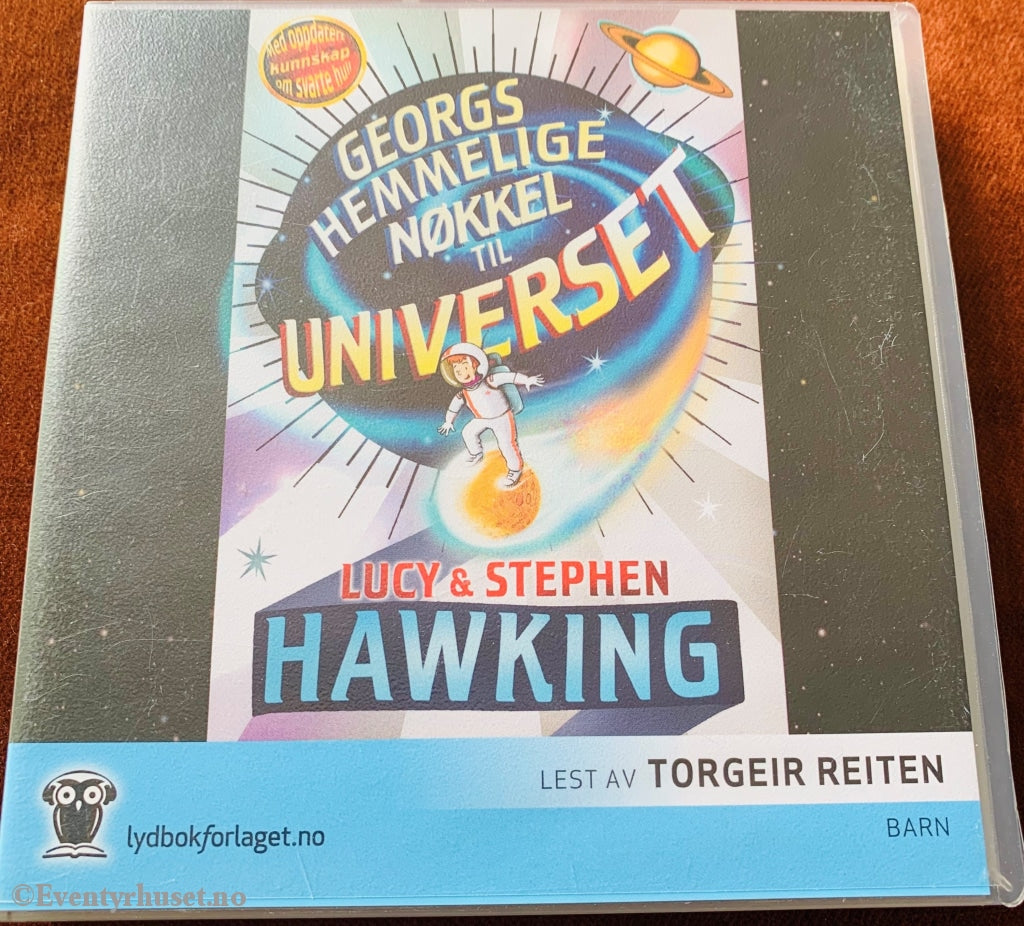 Med oppdatert
kunnskap
om svarte hull
GEORGS
HEMMELIGE
NØKKEL
TIL
UNIVERSET
LUCY & STEPHEN
HAWKING
LEST AV TORGEIR REITEN
BARN
lydbokforlaget.no
©Eventyrhuset.no